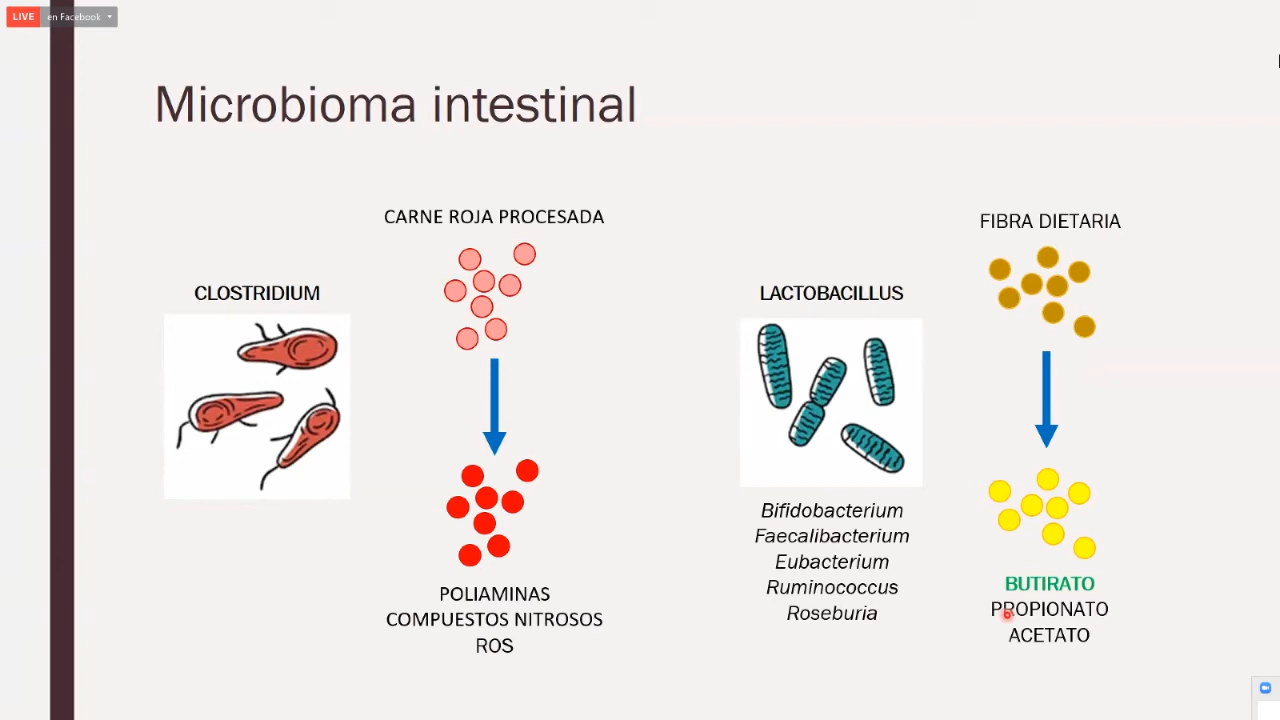 LIVE en Facebook
Microbioma intestinal
CARNE ROJA PROCESADA
CLOSTRIDIUM
POLIAMINAS
COMPUESTOS NITROSOS
ROS
FIBRA DIETARIA
LACTOBACILLUS
Bifidobacterium
Faecalibacterium
Eubacterium
Ruminococcus
Roseburia
BUTIRATO
PROPIONATO
ACETATO